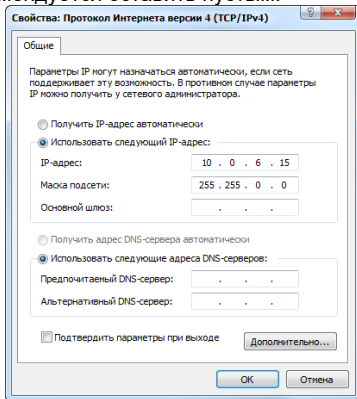 Свойства: Протокол Интернета версии 4 (TCP/IPv4)
Общие
Параметры IP могут назначаться автоматически, если сеть
поддерживает эту возможность. В противном случае параметры
IP можно получить у сетевого администратора.
Получить IP-адрес автоматически
Использовать следующий IP-адрес:
IP-адрес: 10 . 0 . 6 . 15
Маска подсети: 255 . 255 . 0 . 0
Основной шлюз: . . .
Получить адрес DNS-сервера автоматически
Использовать следующие адреса DNS-серверов:
Предпочитаемый DNS-сервер: . . .
Альтернативный DNS-сервер: . . .
Подтвердить параметры при выходе
Дополнительно...
ОК Отмена